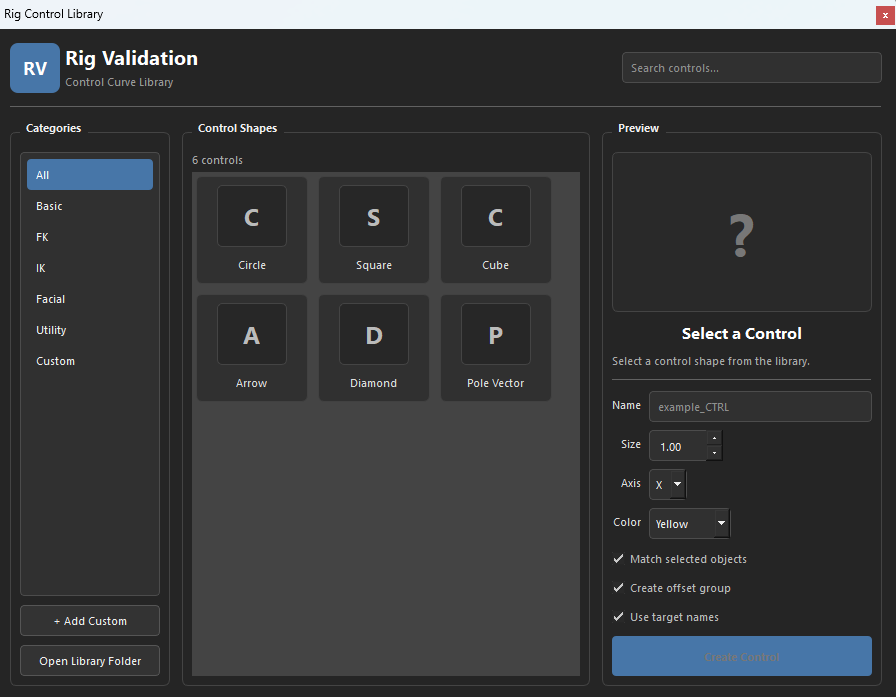 Rig Control Library
x
RV
Rig Validation
Control Curve Library
Search controls...
Categories
All
Basic
FK
IK
Facial
Utility
Custom
+ Add Custom
Open Library Folder
Control Shapes
6 controls
C
Circle
S
Square
C
Cube
A
Arrow
D
Diamond
P
Pole Vector
Preview
?
Select a Control
Select a control shape from the library.
Name example_CTRL
Size 1.00
Axis X
Color Yellow
Match selected objects
Create offset group
Use target names
Create Control